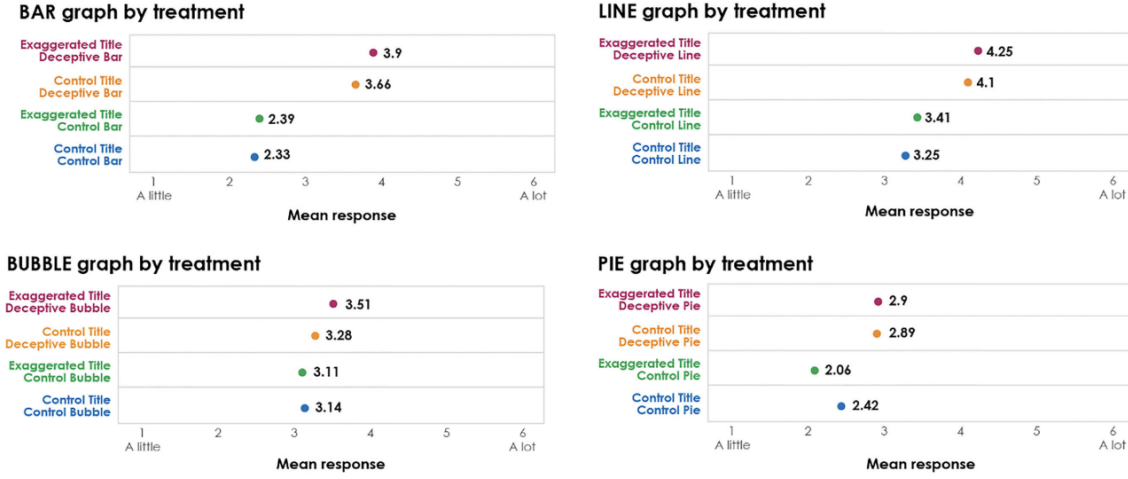 BAR graph by treatment
Exaggerated Title
Deceptive Bar
3.9
Control Title
Deceptive Bar
3.66
Exaggerated Title
Control Bar
2.39
Control Title
Control Bar
2.33
1 2 3 4 5 6
A little A lot
Mean response
LINE graph by treatment
Exaggerated Title
Deceptive Line
4.25
Control Title
Deceptive Line
4.1
Exaggerated Title
Control Line
3.41
Control Title
Control Line
3.25
1 2 3 4 5 6
A little A lot
Mean response
BUBBLE graph by treatment
Exaggerated Title
Deceptive Bubble
3.51
Control Title
Deceptive Bubble
3.28
Exaggerated Title
Control Bubble
3.11
Control Title
Control Bubble
3.14
1 2 3 4 5 6
A little A lot
Mean response
PIE graph by treatment
Exaggerated Title
Deceptive Pie
2.9
Control Title
Deceptive Pie
2.89
Exaggerated Title
Control Pie
2.06
Control Title
Control Pie
2.42
1 2 3 4 5 6
A little A lot
Mean response